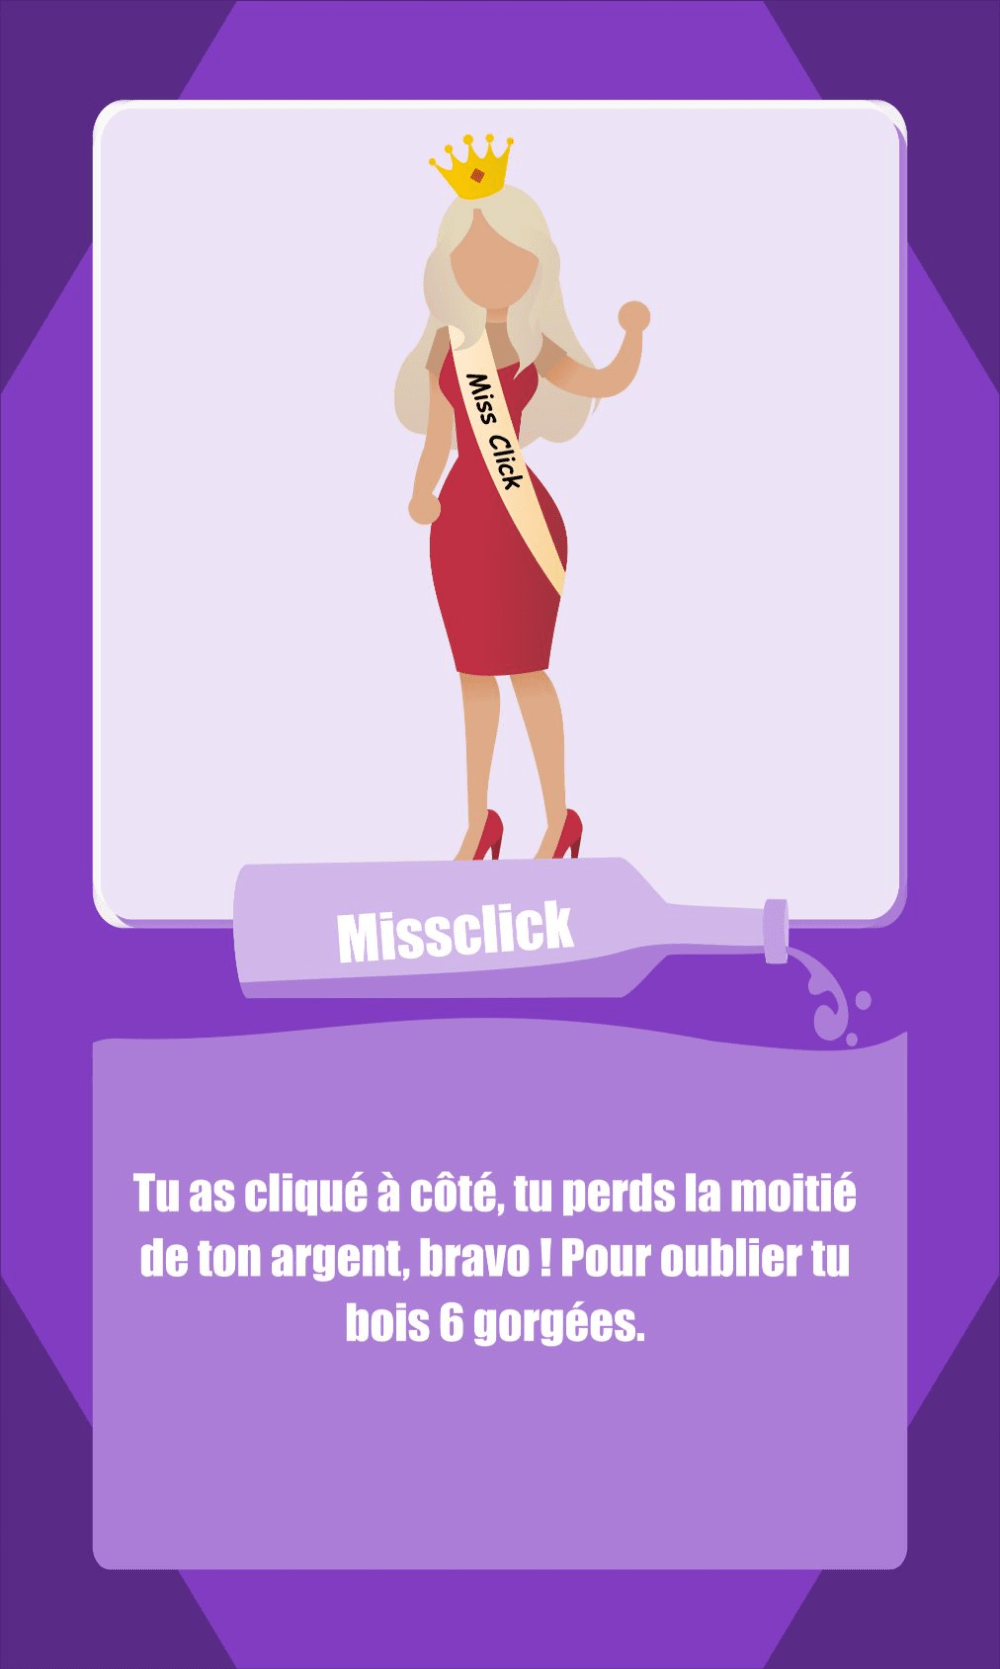 Miss Click
Missclick
Tu as cliqué à côté, tu perds la moitié
de ton argent, bravo ! Pour oublier tu
bois 6 gorgées.